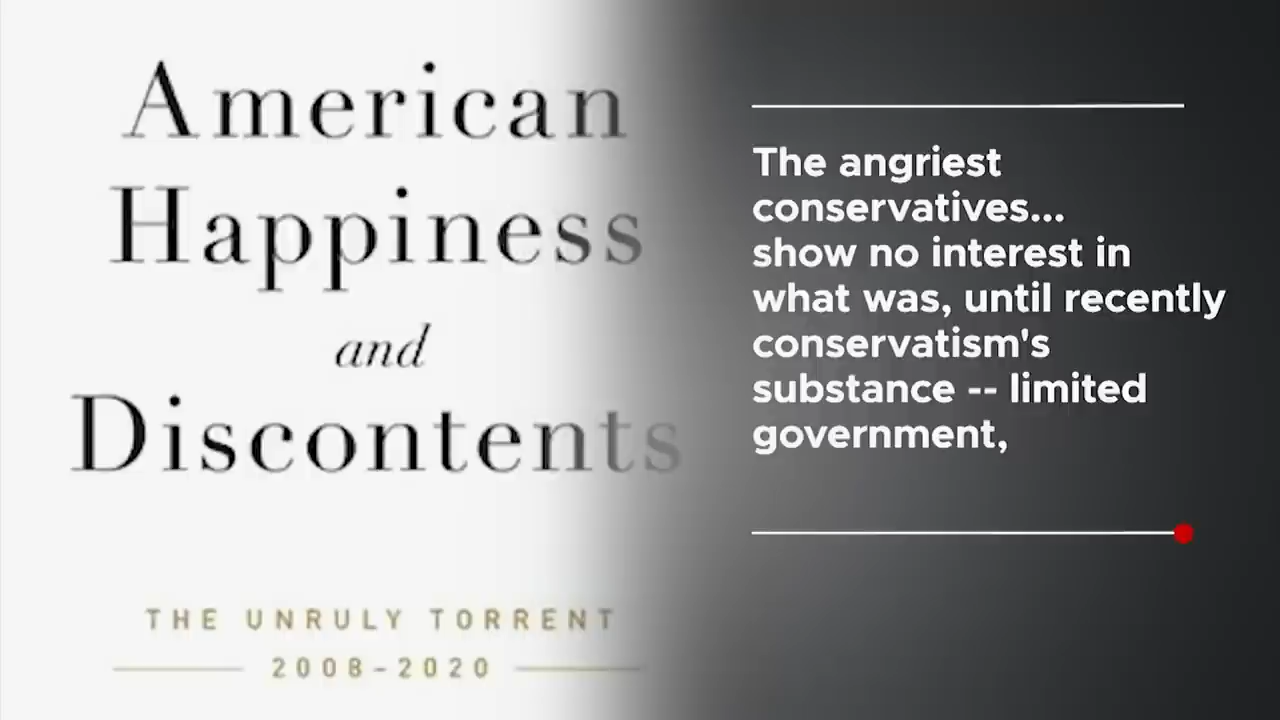 American
Happiness
and
Discontents
THE UNRULY TORRENT
2008-2020
The angriest
conservatives...
show no interest in
what was, until recently
conservatism's
substance -- limited
government,